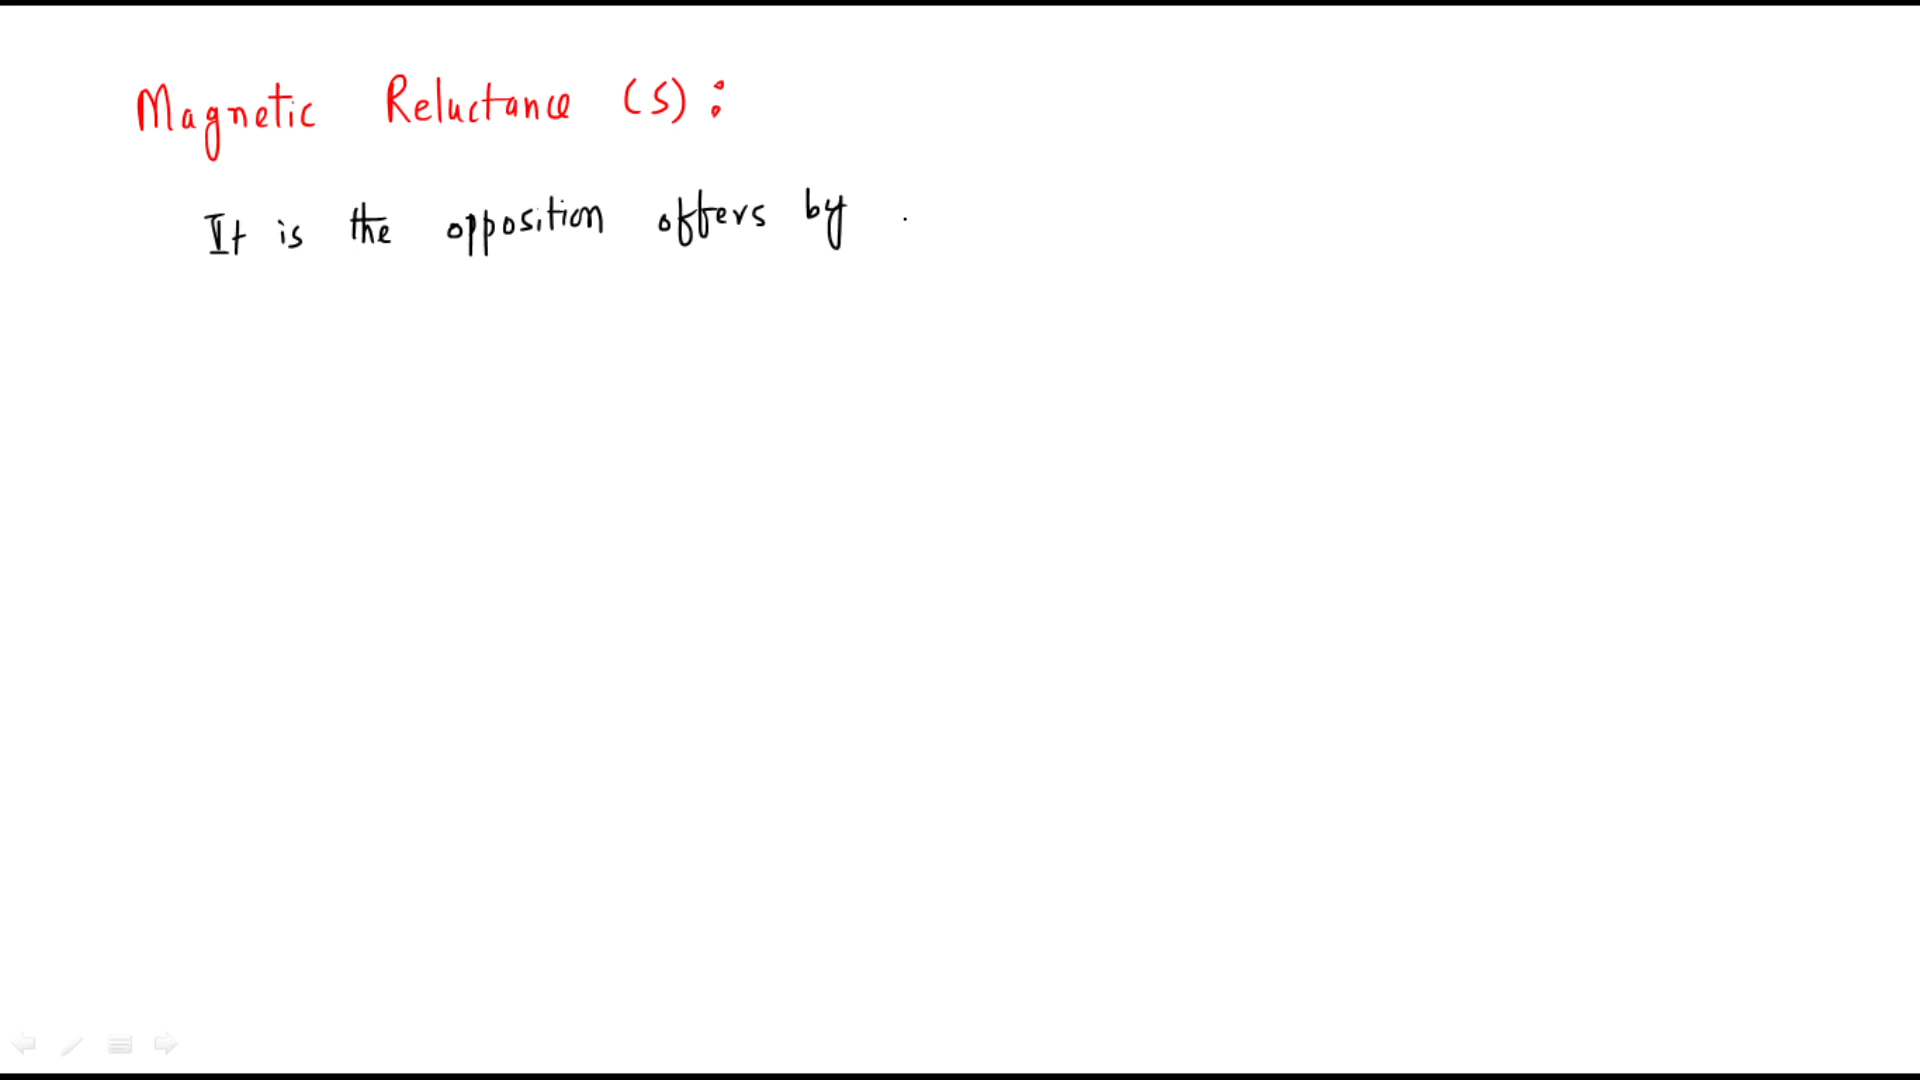 Magnetic Reluctance (S):
It is the opposition offers by